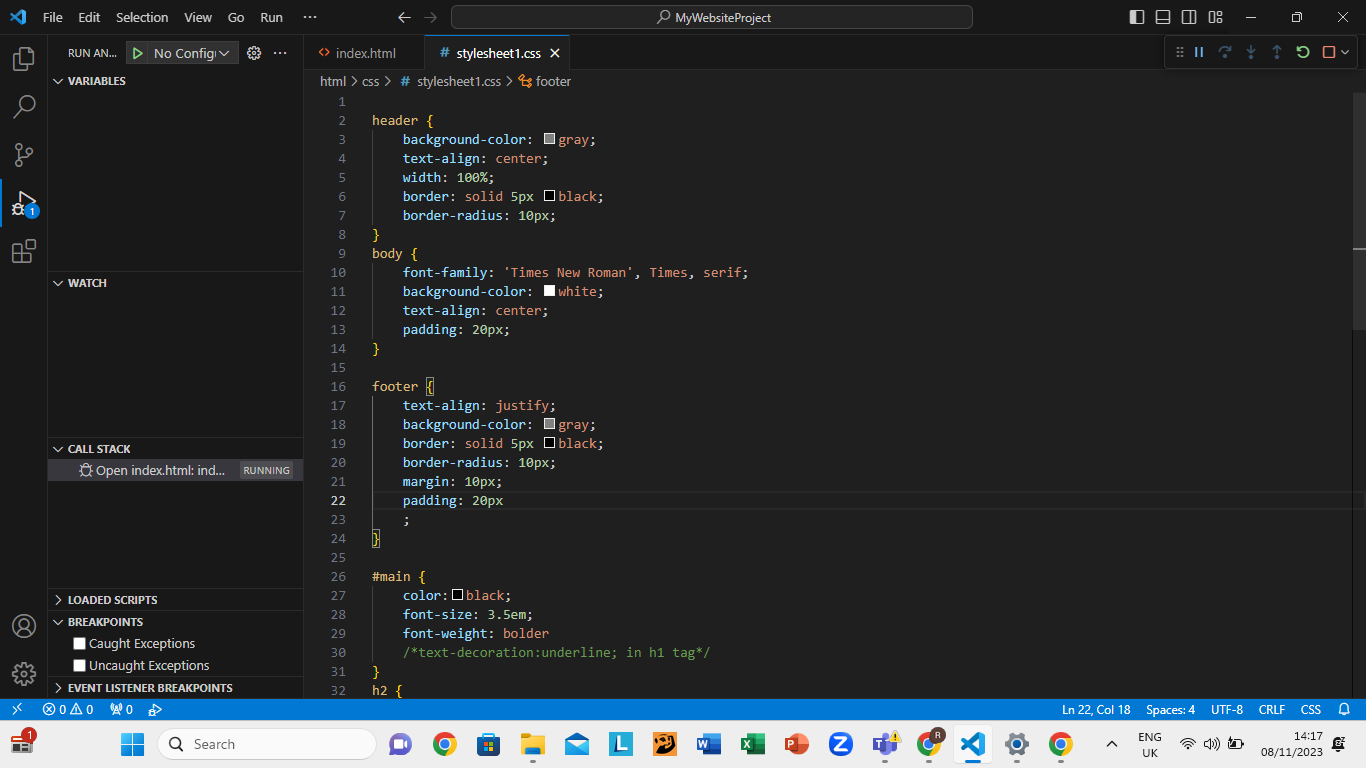 File Edit Selection View Go Run ···
MyWebsiteProject
RUN AN... No Config
index.html
# stylesheet1.css
html > css > # stylesheet1.css > footer
VARIABLES
WATCH
CALL STACK
Open index.html: ind... RUNNING
LOADED SCRIPTS
BREAKPOINTS
Caught Exceptions
Uncaught Exceptions
EVENT LISTENER BREAKPOINTS
1
2 header {
3     background-color: gray;
4     text-align: center;
5     width: 100%;
6     border: solid 5px black;
7     border-radius: 10px;
8 }
9 body {
10     font-family: 'Times New Roman', Times, serif;
11     background-color: white;
12     text-align: center;
13     padding: 20px;
14 }
15
16 footer {
17     text-align: justify;
18     background-color: gray;
19     border: solid 5px black;
20     border-radius: 10px;
21     margin: 10px;
22     padding: 20px
23     ;
24 }
25
26 #main {
27     color: black;
28     font-size: 3.5em;
29     font-weight: bolder
30     /*text-decoration:underline; in h1 tag*/
31 }
32 h2 {
1
0 0 0 Ln 22, Col 18 Spaces: 4 UTF-8 CRLF CSS
1
Search
L
R
ENG
UK
14:17
08/11/2023